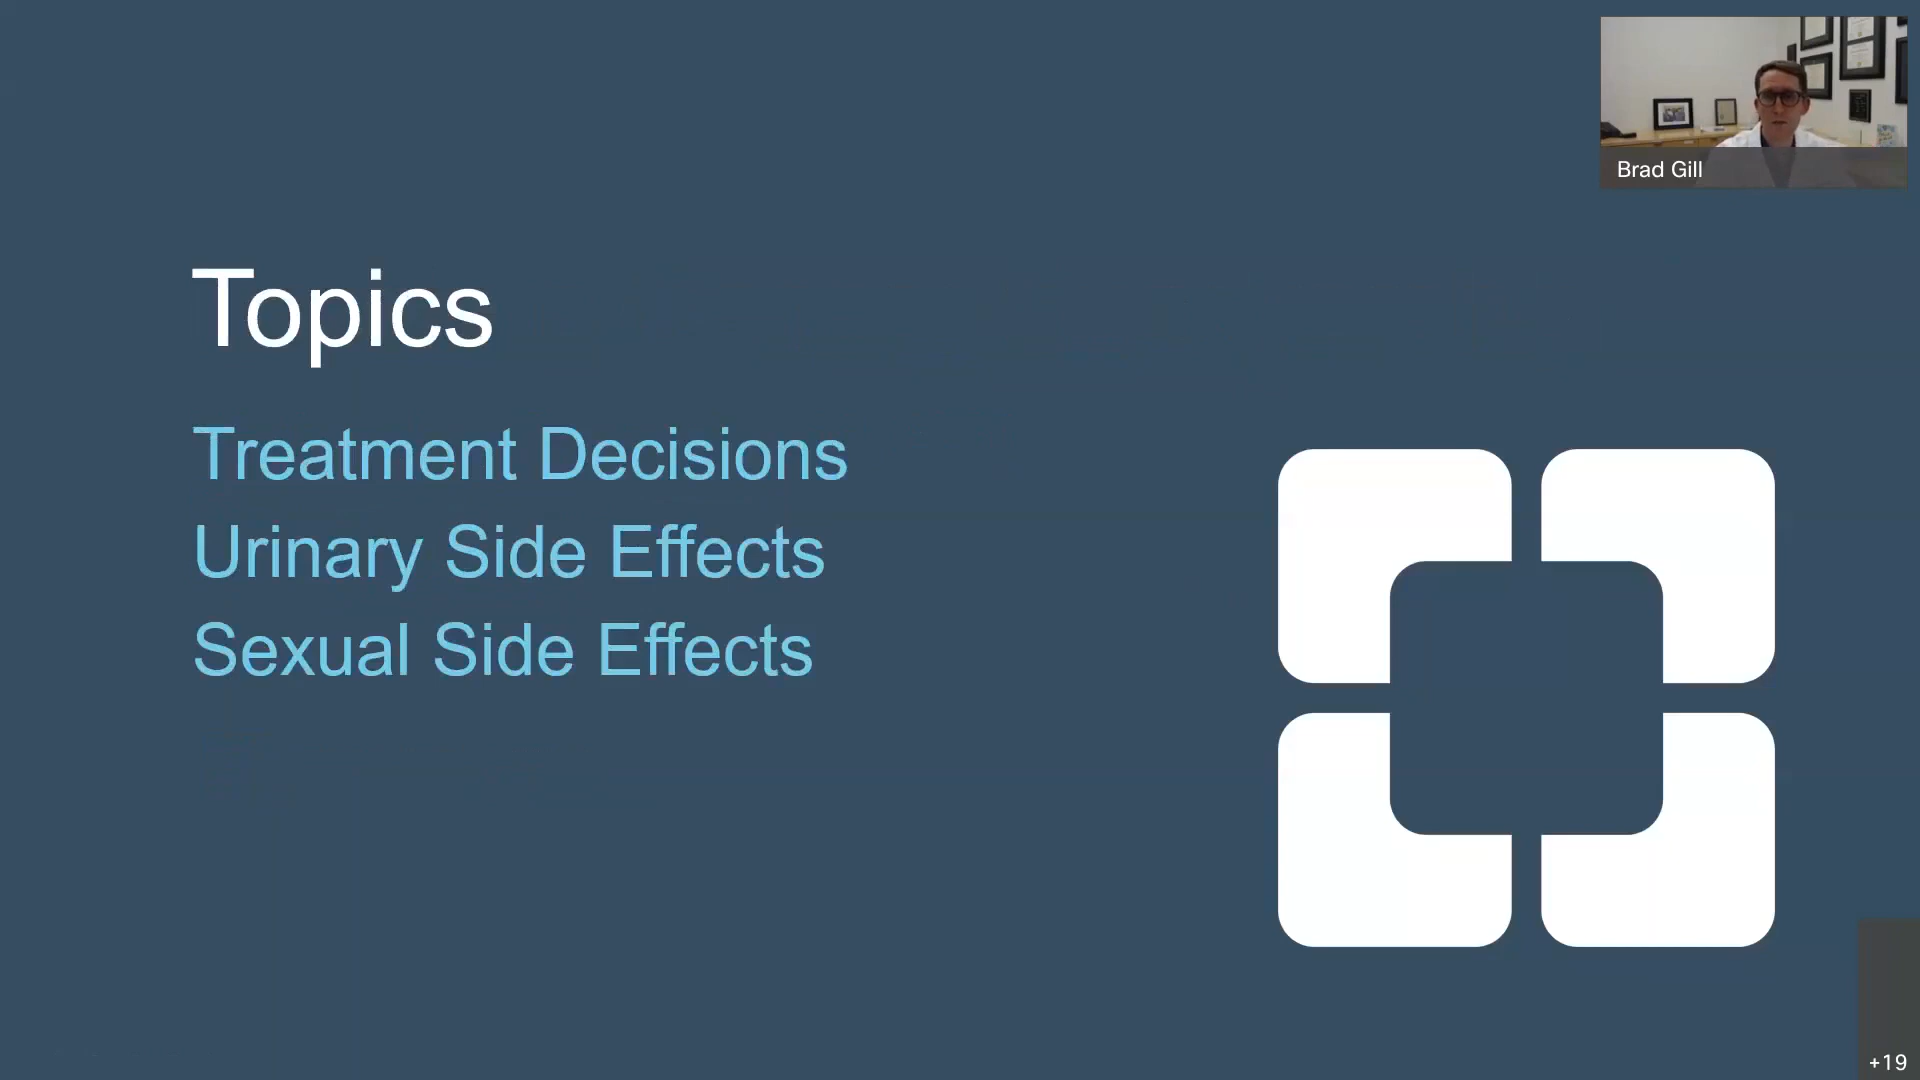 Brad Gill
Topics
Treatment Decisions
Urinary Side Effects
Sexual Side Effects
+19